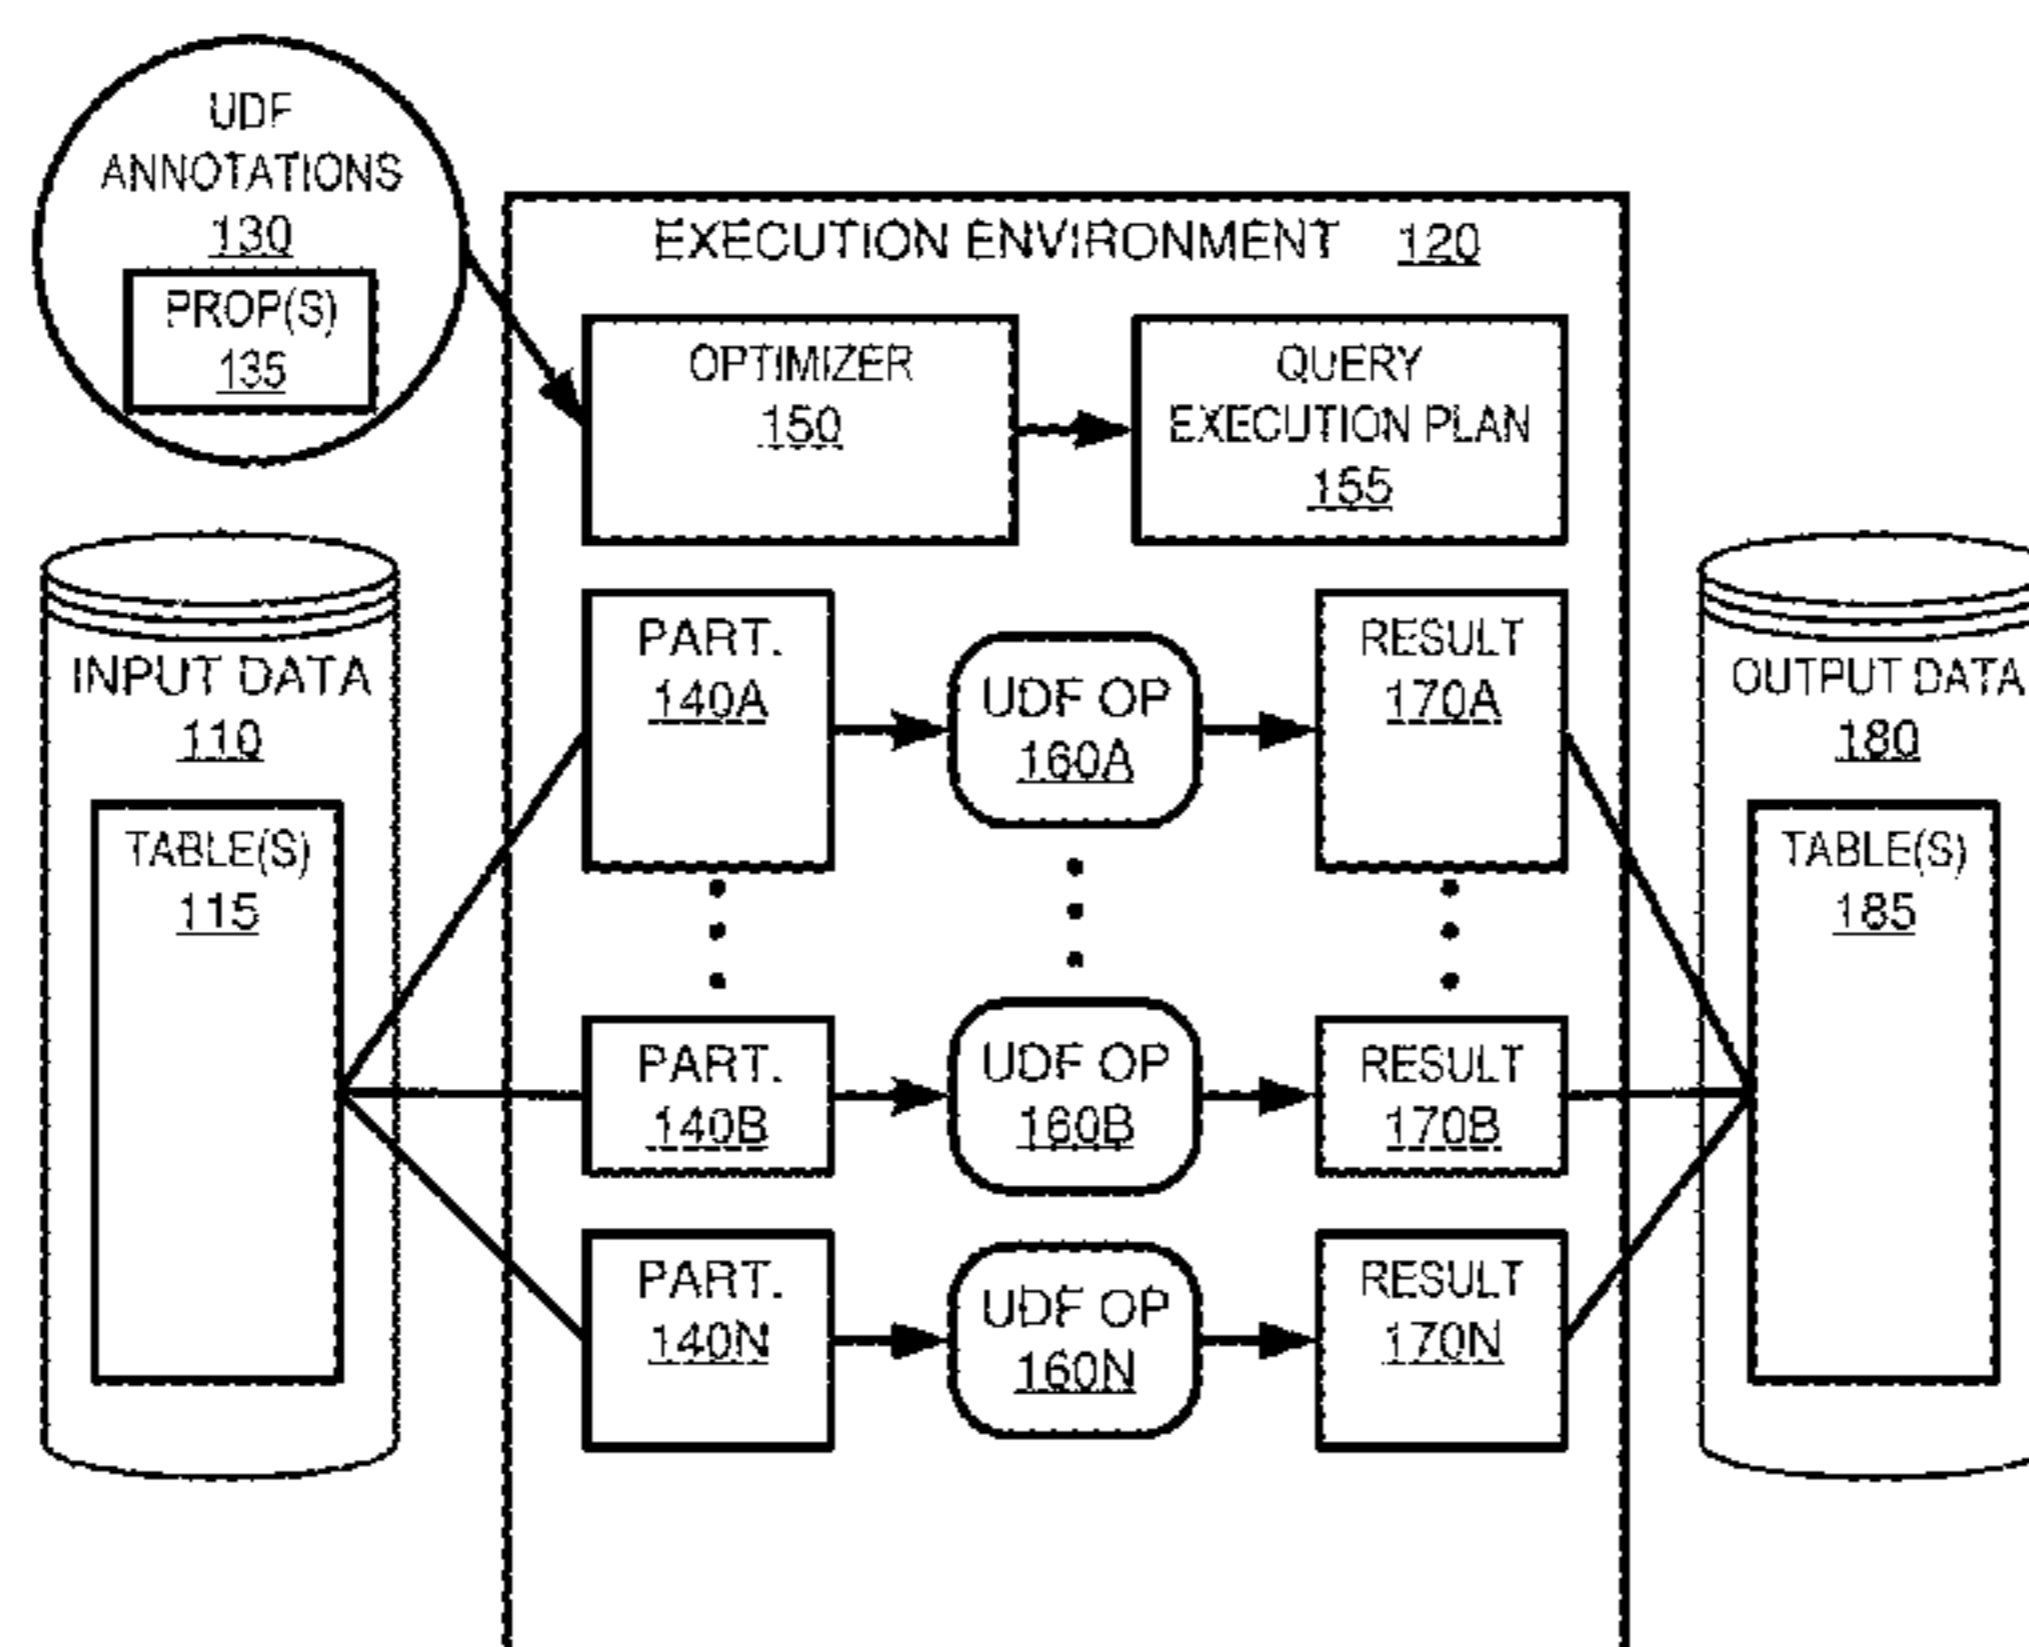 UDF
ANNOTATIONS
130
PROP(S)
135
EXECUTION ENVIRONMENT 120
OPTIMIZER
150
QUERY
EXECUTION PLAN
155
INPUT DATA
110
TABLE(S)
115
PART.
140A
UDF OP
160A
RESULT
170A
PART.
140B
UDF OP
160B
RESULT
170B
PART.
140N
UDF OP
160N
RESULT
170N
OUTPUT DATA
180
TABLE(S)
185